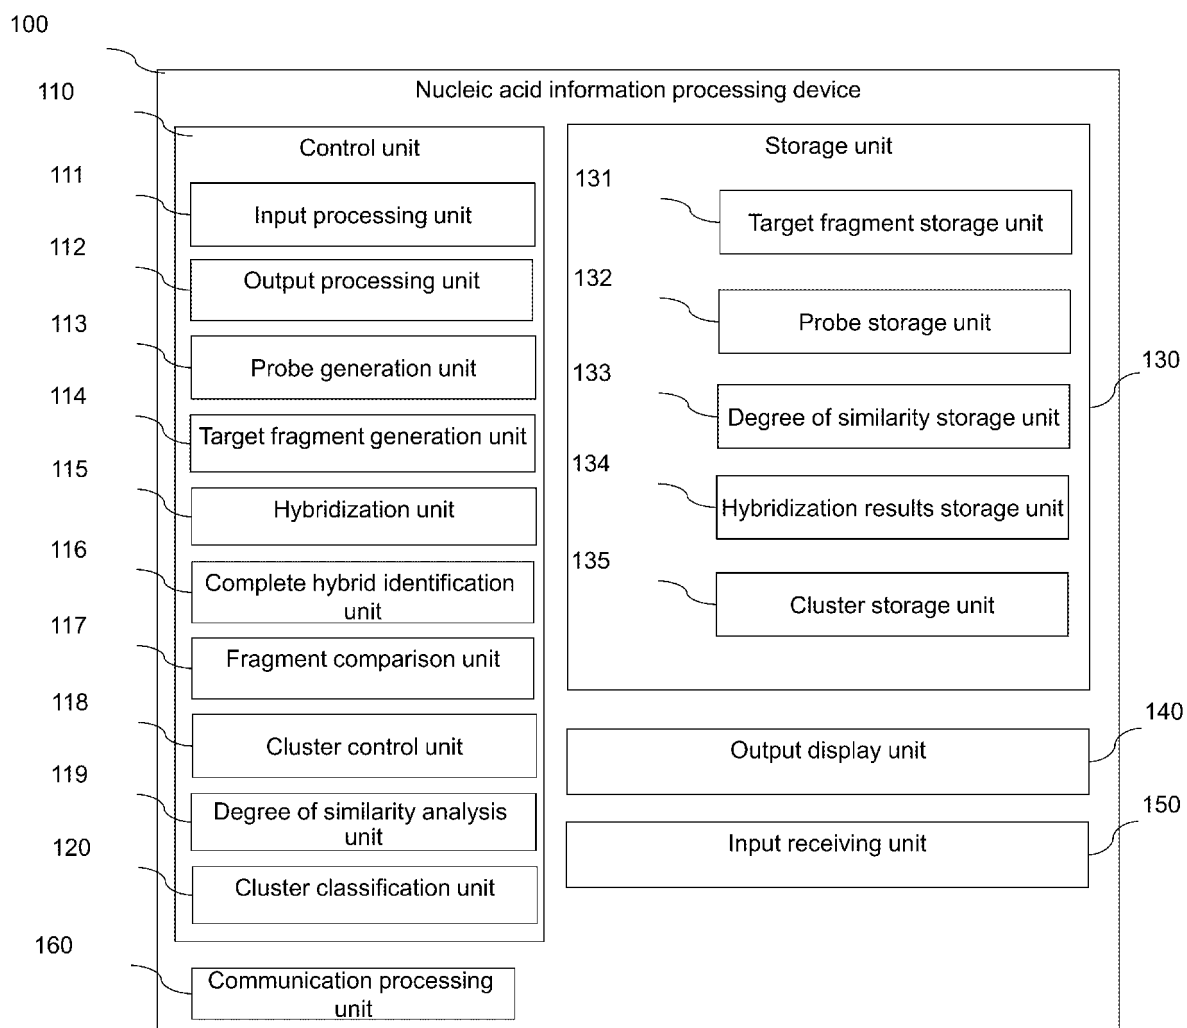 100
Nucleic acid information processing device
110
Control unit
111
Input processing unit
112
Output processing unit
113
Probe generation unit
114
Target fragment generation unit
115
Hybridization unit
116
Complete hybrid identification
unit
117
Fragment comparison unit
118
Cluster control unit
119
Degree of similarity analysis
unit
120
Cluster classification unit
160
Communication processing
unit
Storage unit
131
Target fragment storage unit
132
Probe storage unit
133
Degree of similarity storage unit
134
Hybridization results storage unit
135
Cluster storage unit
130
140
Output display unit
150
Input receiving unit